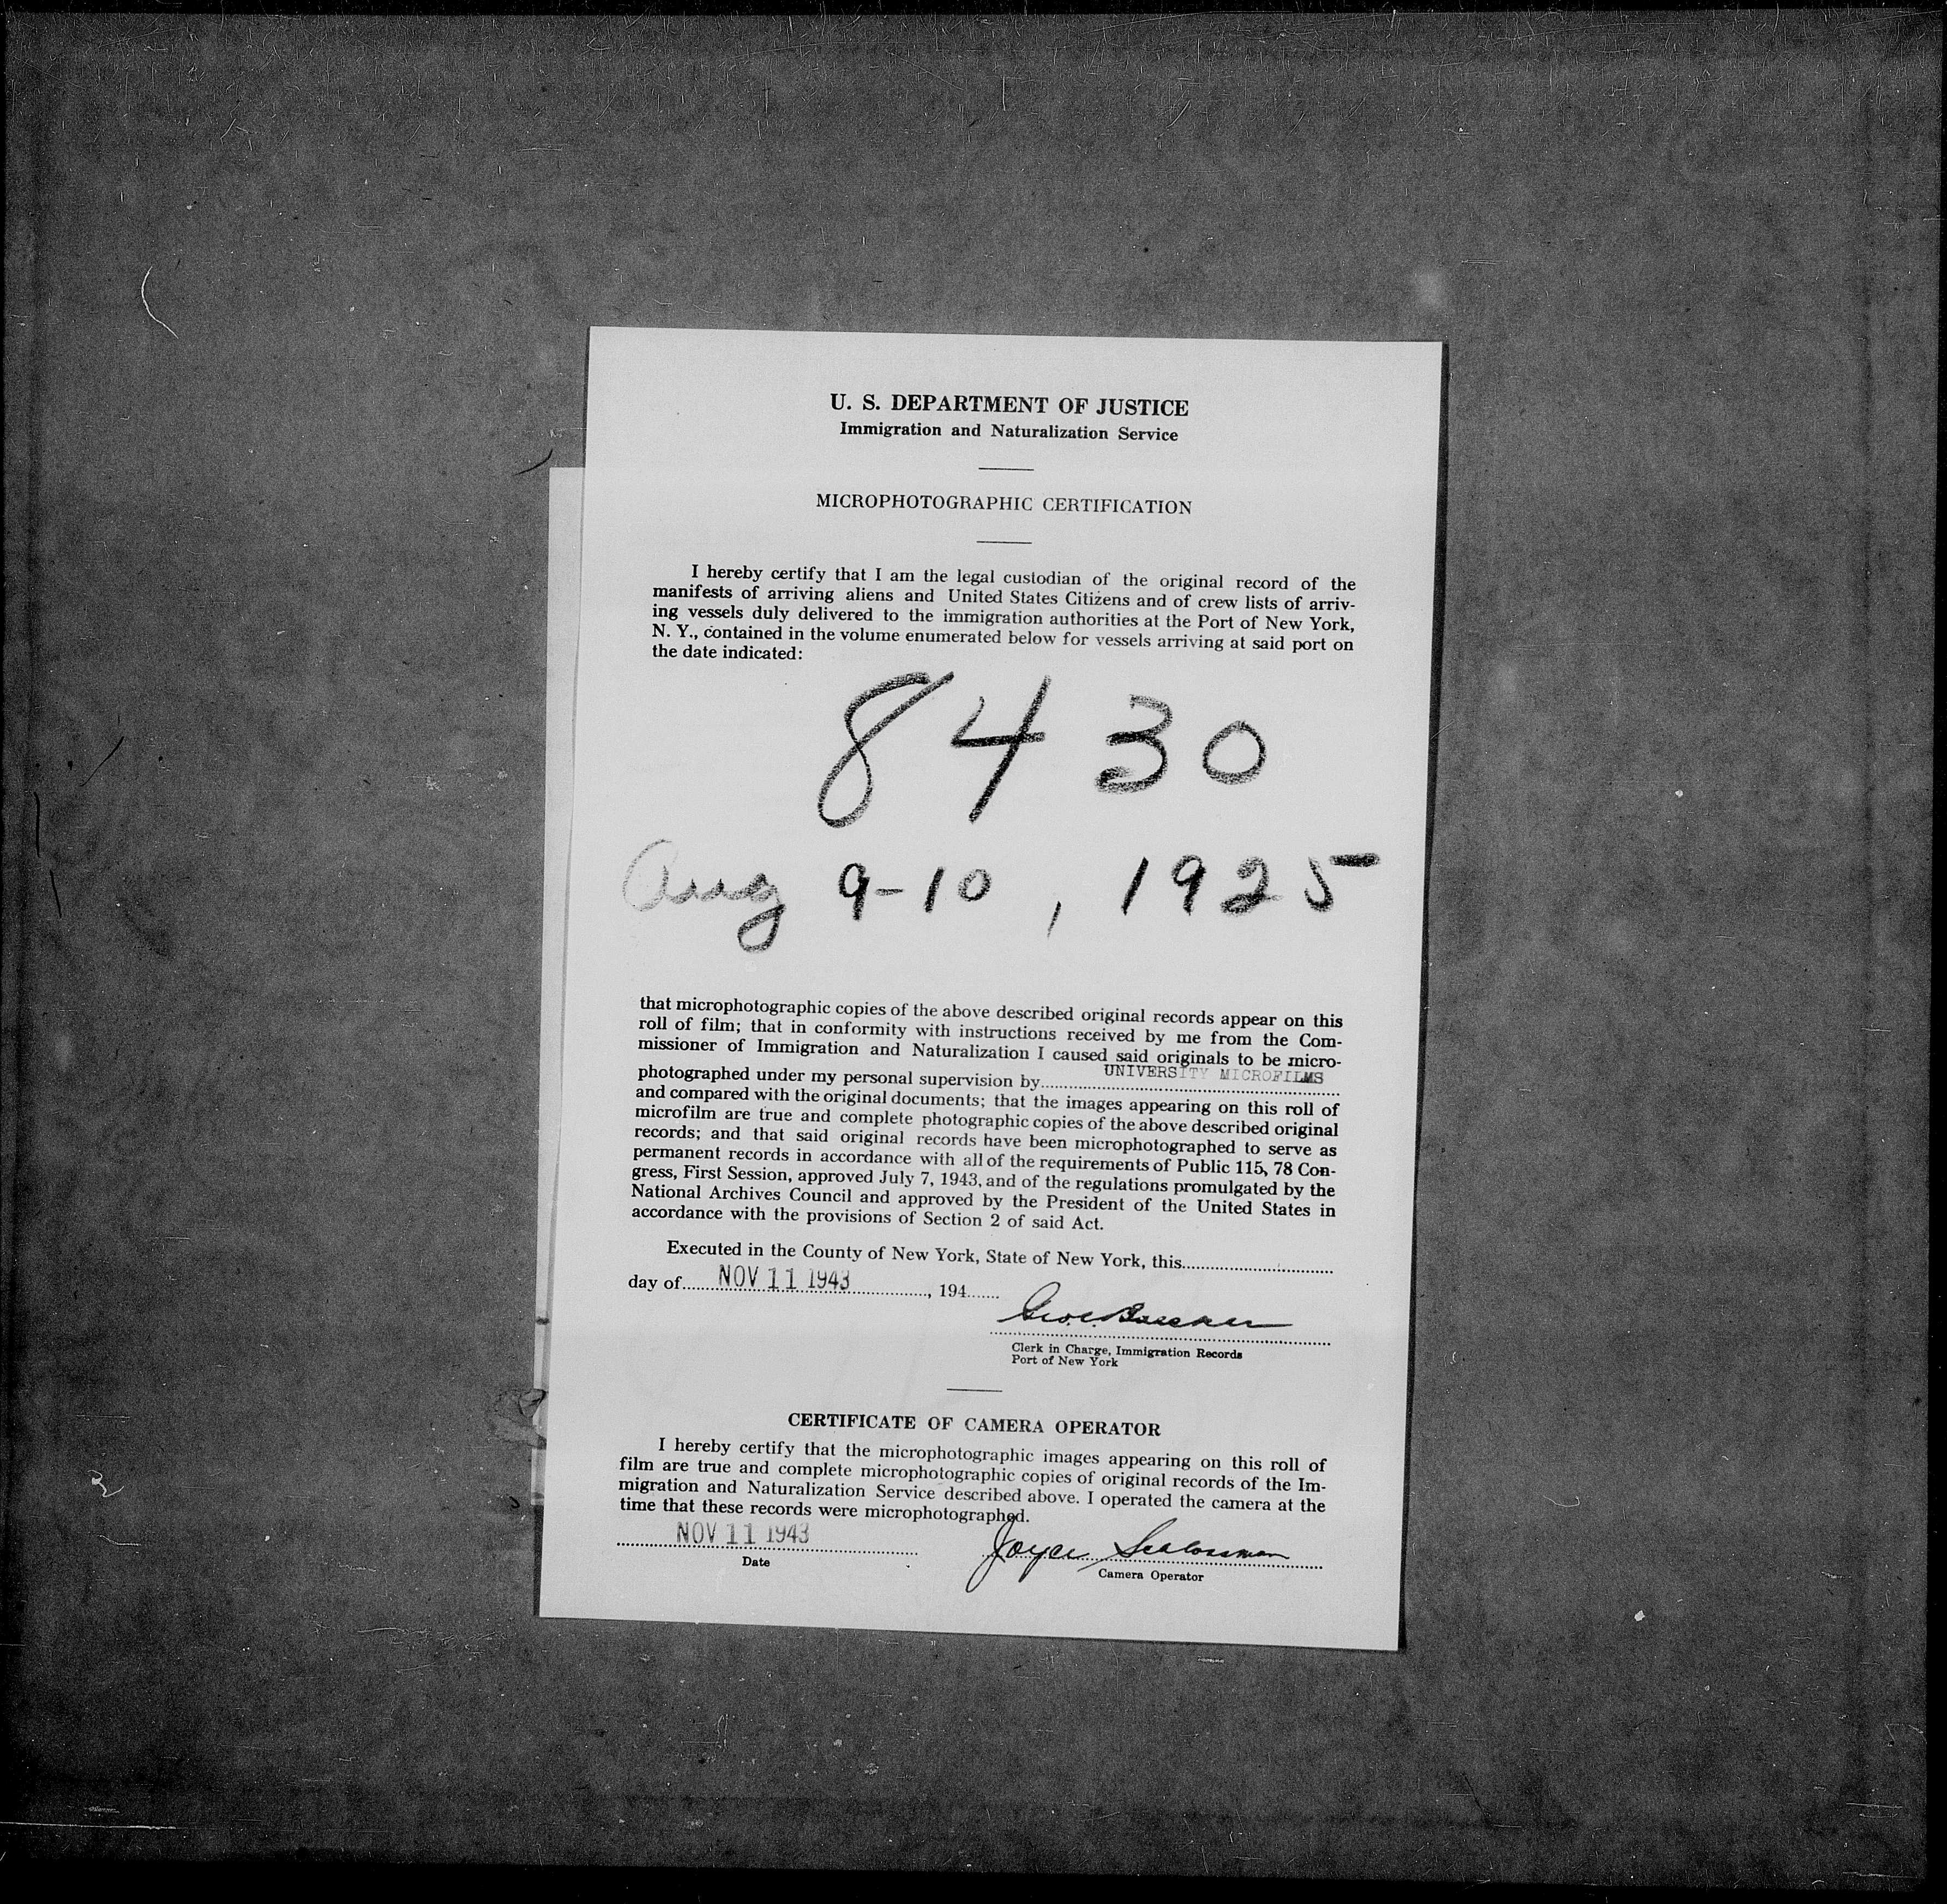 U. S. DEPARTMENT OF JUSTICE
Immigration and Naturalization Service
MICROPHOTOGRAPHIC CERTIFICATION
I hereby certify that I am the legal custodian of the original record of the
manifests of arriving aliens and United States Citizens and of crew lists of arriv-
ing vessels duly delivered to the immigration authorities at the Port of New York,
N. Y., contained in the volume enumerated below for vessels arriving at said port on
the date indicated:
8430
Aug 9-10, 1925
that microphotographic copies of the above described original records appear on this
roll of film; that in conformity with instructions received by me from the Com-
missioner of Immigration and Naturalization I caused said originals to be micro-
photographed under my personal supervision by UNIVERSITY MICROFILMS
and compared with the original documents; that the images appearing on this roll of
microfilm are true and complete photographic copies of the above described original
records; and that said original records have been microphotographed to serve as
permanent records in accordance with all of the requirements of Public 115, 78 Con-
gress, First Session, approved July 7, 1943, and of the regulations promulgated by the
National Archives Council and approved by the President of the United States in
accordance with the provisions of Section 2 of said Act.
Executed in the County of New York, State of New York, this
day of NOV 11 1943, 194
Clerk in Charge, Immigration Records
Port of New York
CERTIFICATE OF CAMERA OPERATOR
I hereby certify that the microphotographic images appearing on this roll of
film are true and complete microphotographic copies of original records of the Im-
migration and Naturalization Service described above. I operated the camera at the
time that these records were microphotographed.
NOV 11 1943 Joyce
Date
Camera Operator